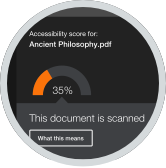 Accessibility score for:
Ancient Philosophy.pdf
35%
This document is scanned
What this means